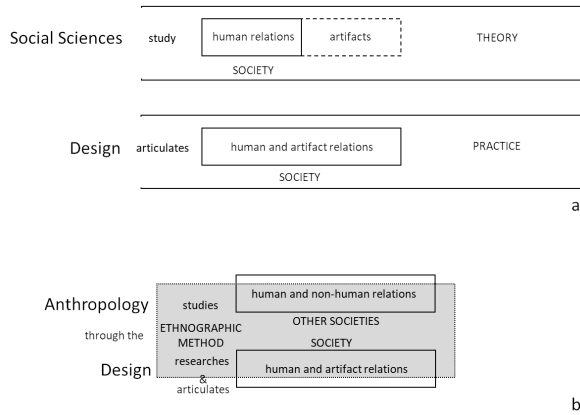 Social Sciences study human relations artifacts THEORY
SOCIETY
Design articulates human and artifact relations PRACTICE
SOCIETY
a
human and non-human relations
Anthropology studies
OTHER SOCIETIES
through the ETHNOGRAPHIC
METHOD SOCIETY
researches
Design human and artifact relations
&
articulates
b